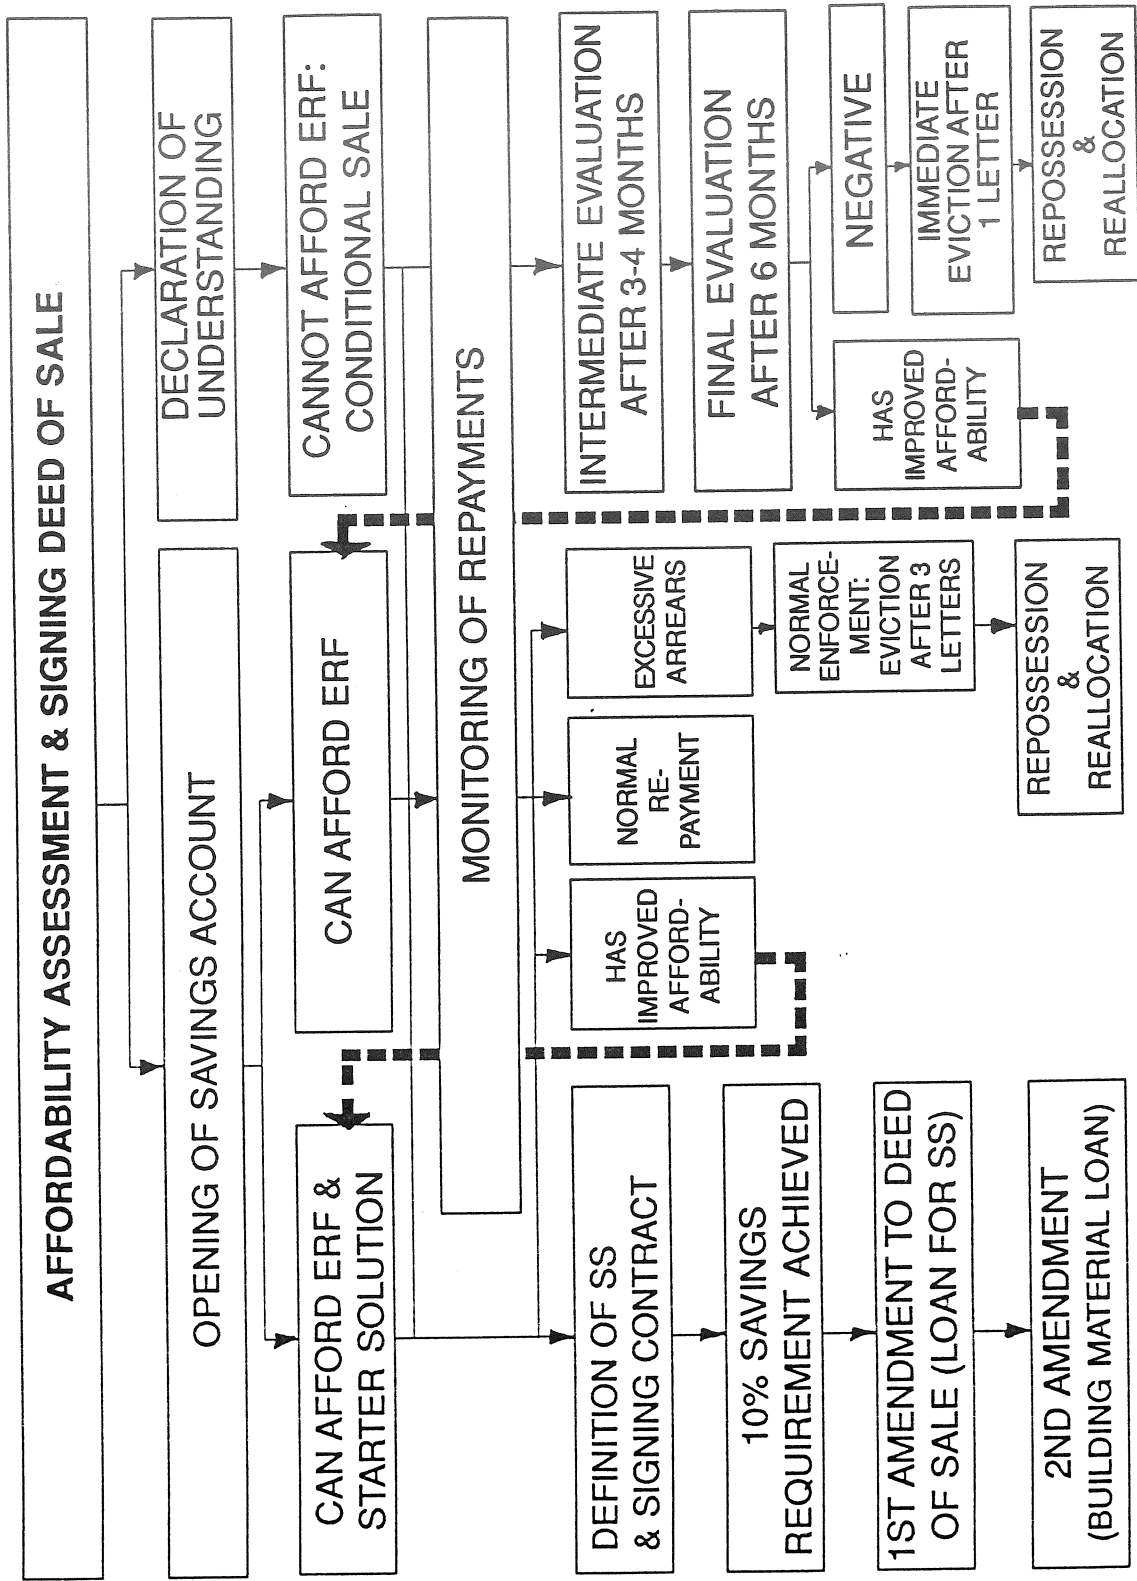 AFFORDABILITY ASSESSMENT & SIGNING DEED OF SALE
OPENING OF SAVINGS ACCOUNT
DECLARATION OF
UNDERSTANDING
CAN AFFORD ERF &
STARTER SOLUTION
CAN AFFORD ERF
CANNOT AFFORD ERF:
CONDITIONAL SALE
MONITORING OF REPAYMENTS
DEFINITION OF SS
& SIGNING CONTRACT
HAS
IMPROVED
AFFORD-
ABILITY
NORMAL
RE-
PAYMENT
EXCESSIVE
ARREARS
INTERMEDIATE EVALUATION
AFTER 3-4 MONTHS
10% SAVINGS
REQUIREMENT ACHIEVED
NORMAL
ENFORCE-
MENT:
EVICTION
AFTER 3
LETTERS
FINAL EVALUATION
AFTER 6 MONTHS
1ST AMENDMENT TO DEED
OF SALE (LOAN FOR SS)
HAS
IMPROVED
AFFORD-
ABILITY
NEGATIVE
IMMEDIATE
EVICTION AFTER
1 LETTER
2ND AMENDMENT
(BUILDING MATERIAL LOAN)
REPOSSESSION
&
REALLOCATION
REPOSSESSION
&
REALLOCATION